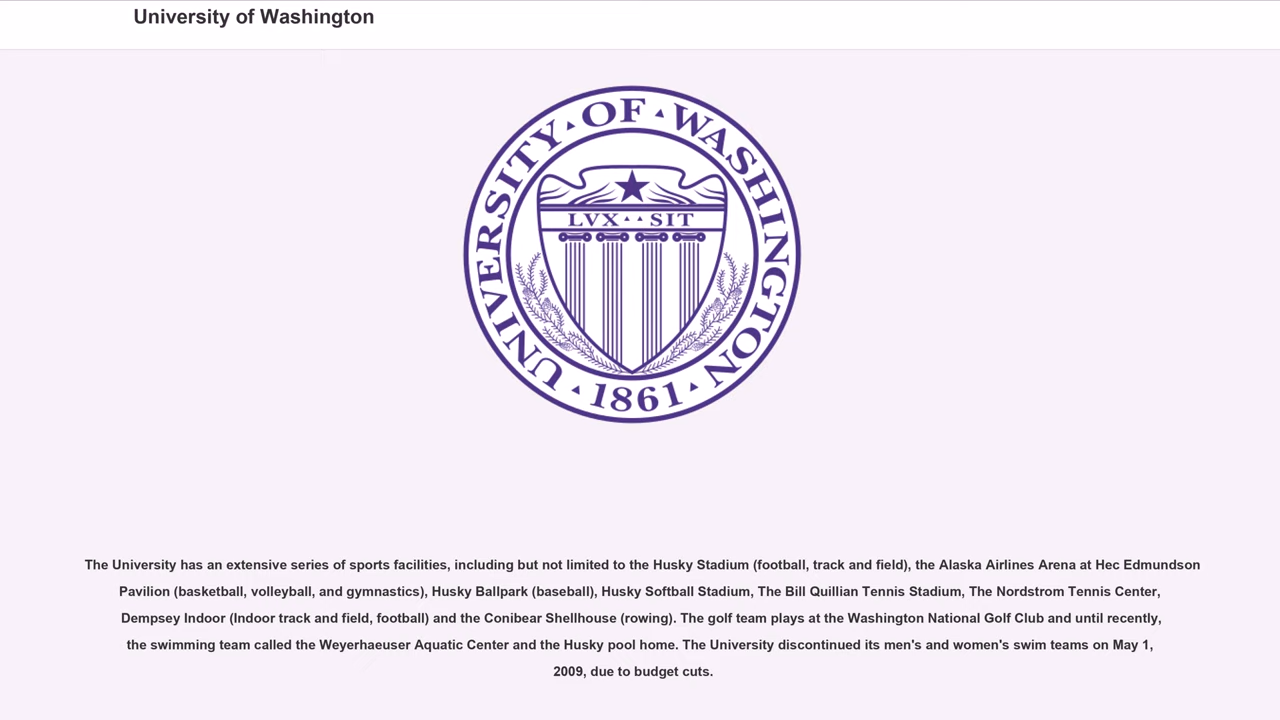 University of Washington
UNIVERSITY OF WASHINGTON
LVX SIT
1861
The University has an extensive series of sports facilities, including but not limited to the Husky Stadium (football, track and field), the Alaska Airlines Arena at Hec Edmundson
Pavilion (basketball, volleyball, and gymnastics), Husky Ballpark (baseball), Husky Softball Stadium, The Bill Quillian Tennis Stadium, The Nordstrom Tennis Center,
Dempsey Indoor (Indoor track and field, football) and the Conibear Shellhouse (rowing). The golf team plays at the Washington National Golf Club and until recently,
the swimming team called the Weyerhaeuser Aquatic Center and the Husky pool home. The University discontinued its men's and women's swim teams on May 1,
2009, due to budget cuts.